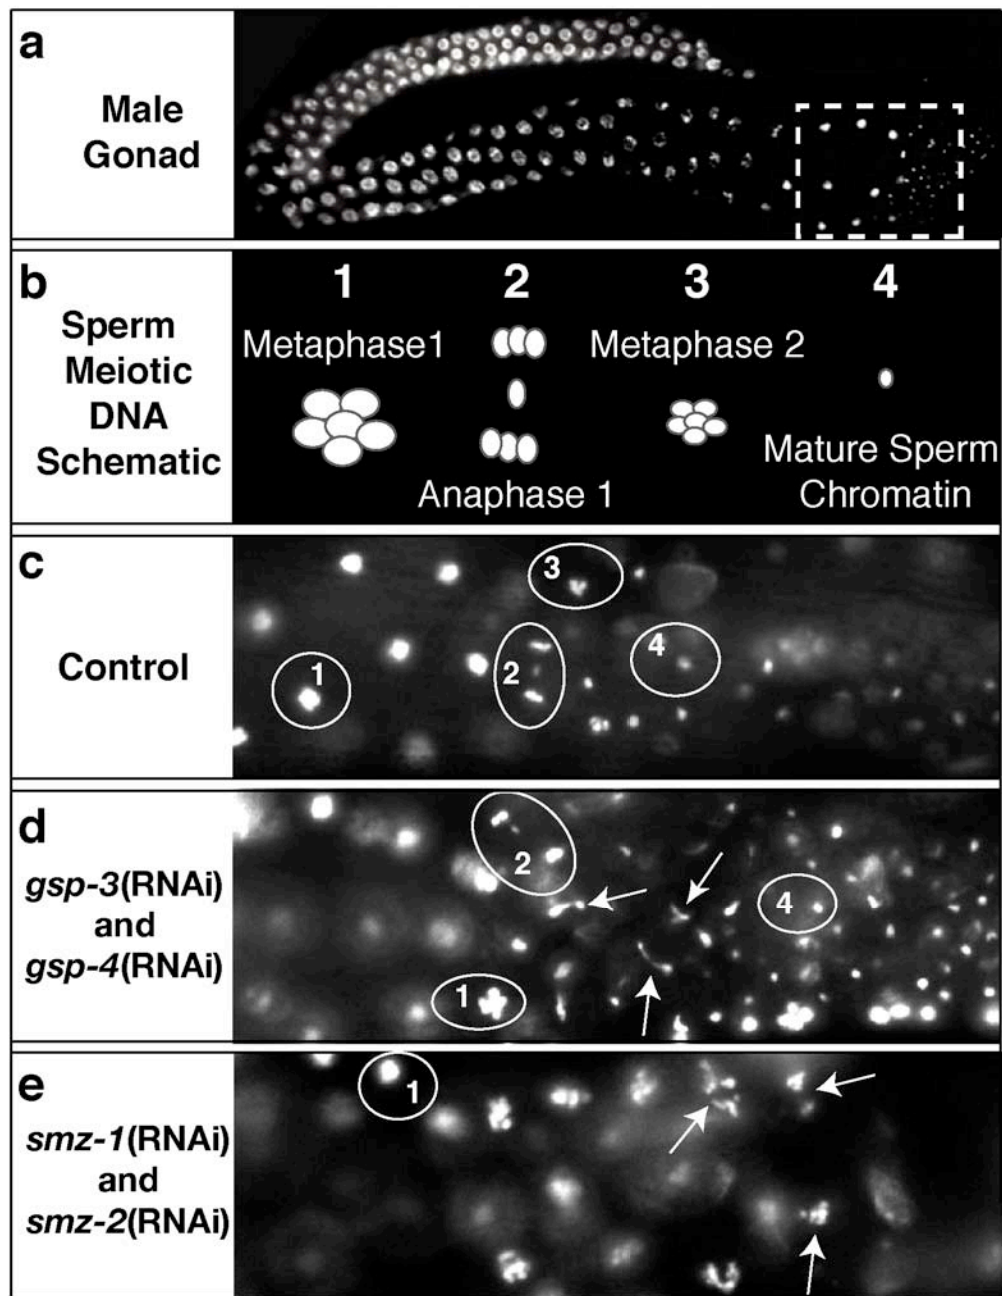 a
Male
Gonad
b
Sperm
Meiotic
DNA
Schematic
1
2
3
4
Metaphase1
Metaphase 2
Anaphase 1
Mature Sperm
Chromatin
c
Control
1
2
3
4
d
gsp-3(RNAi)
and
gsp-4(RNAi)
2
4
1
e
smz-1(RNAi)
and
smz-2(RNAi)
1